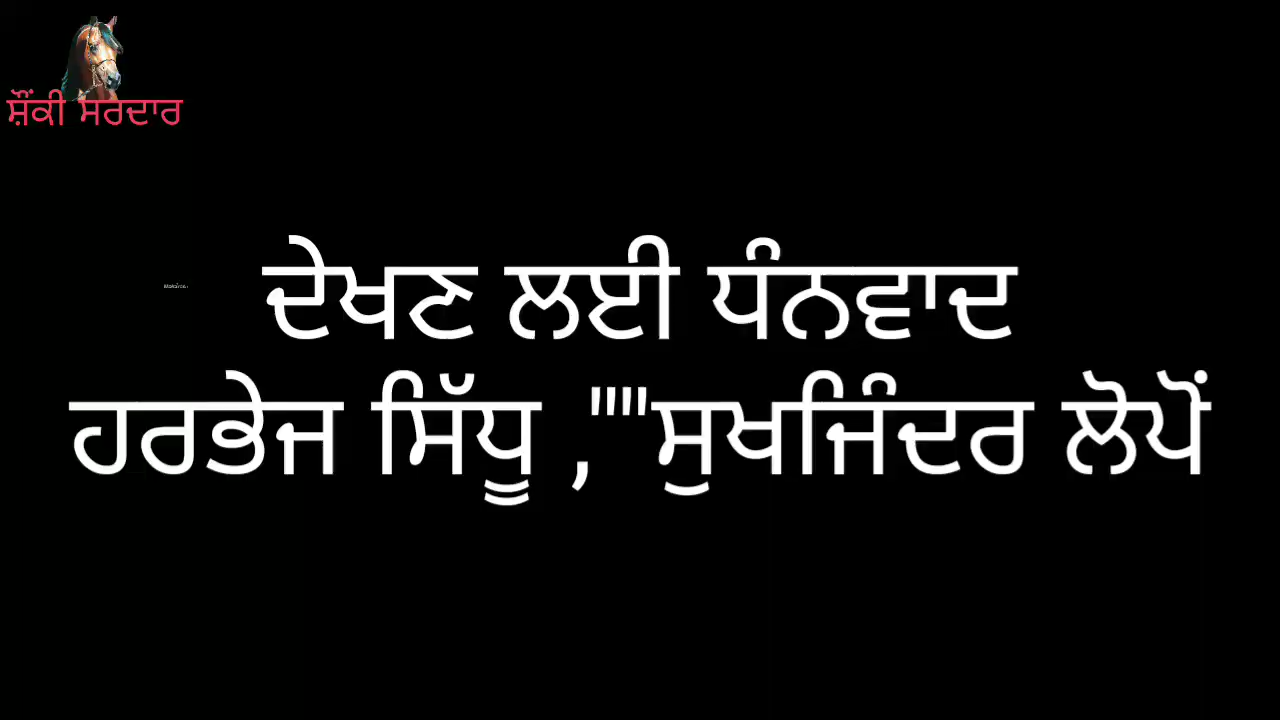 ਸ਼ੌਂਕੀ ਸਰਦਾਰ
ਦੇਖਣ ਲਈ ਧੰਨਵਾਦ
ਹਰਭੇਜ ਸਿੱਧੂ ,""ਸੁਖਜਿੰਦਰ ਲੋਪੋਂ